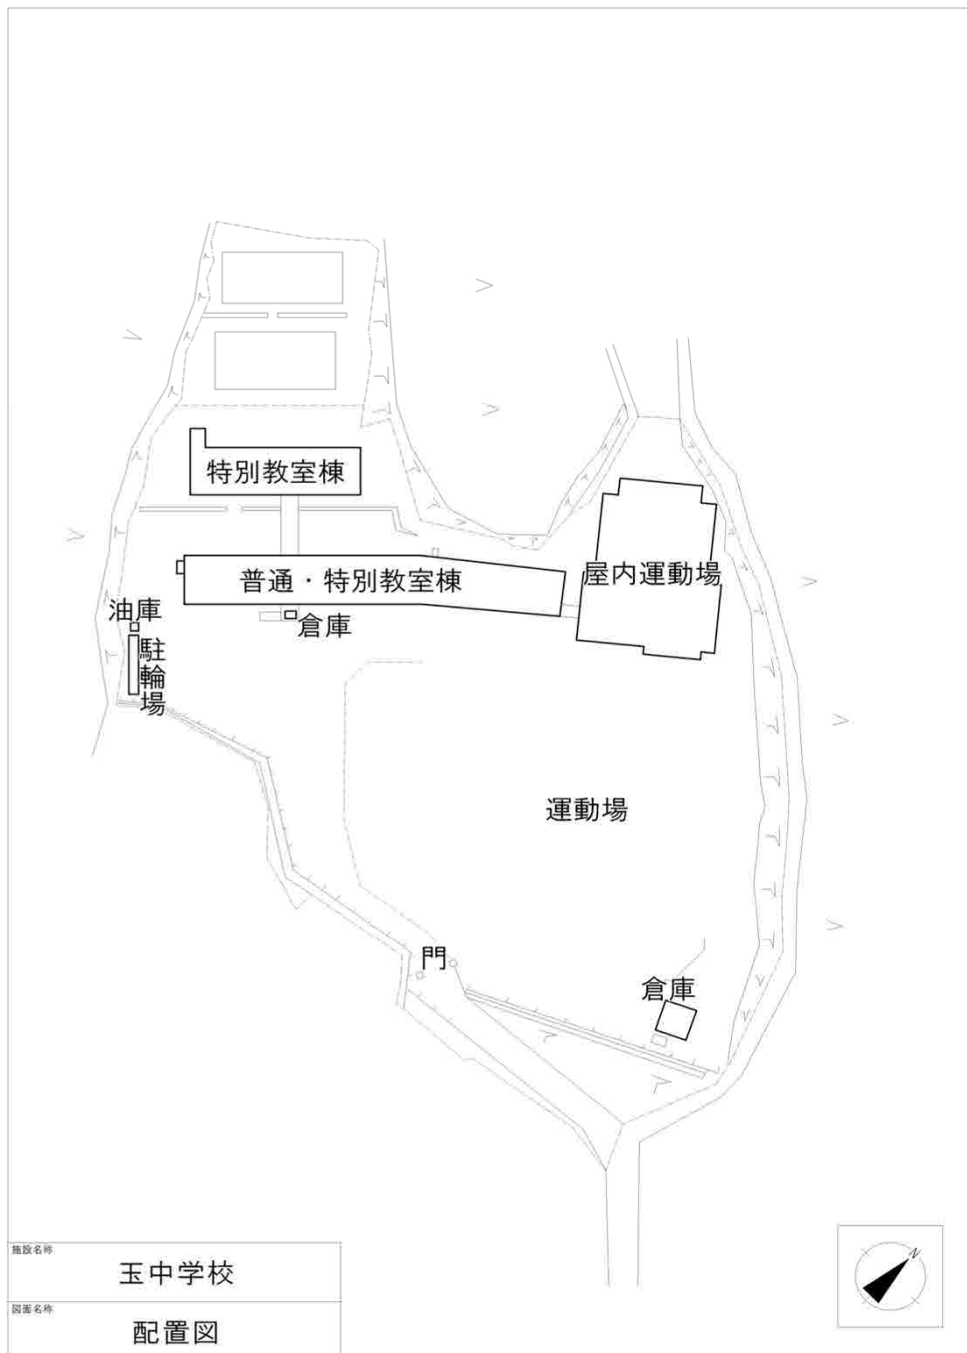 特別教室棟
普通・特別教室棟
屋内運動場
油庫
倉庫
駐輪場
運動場
門
倉庫
施設名称
玉中学校
図面名称
配置図
N